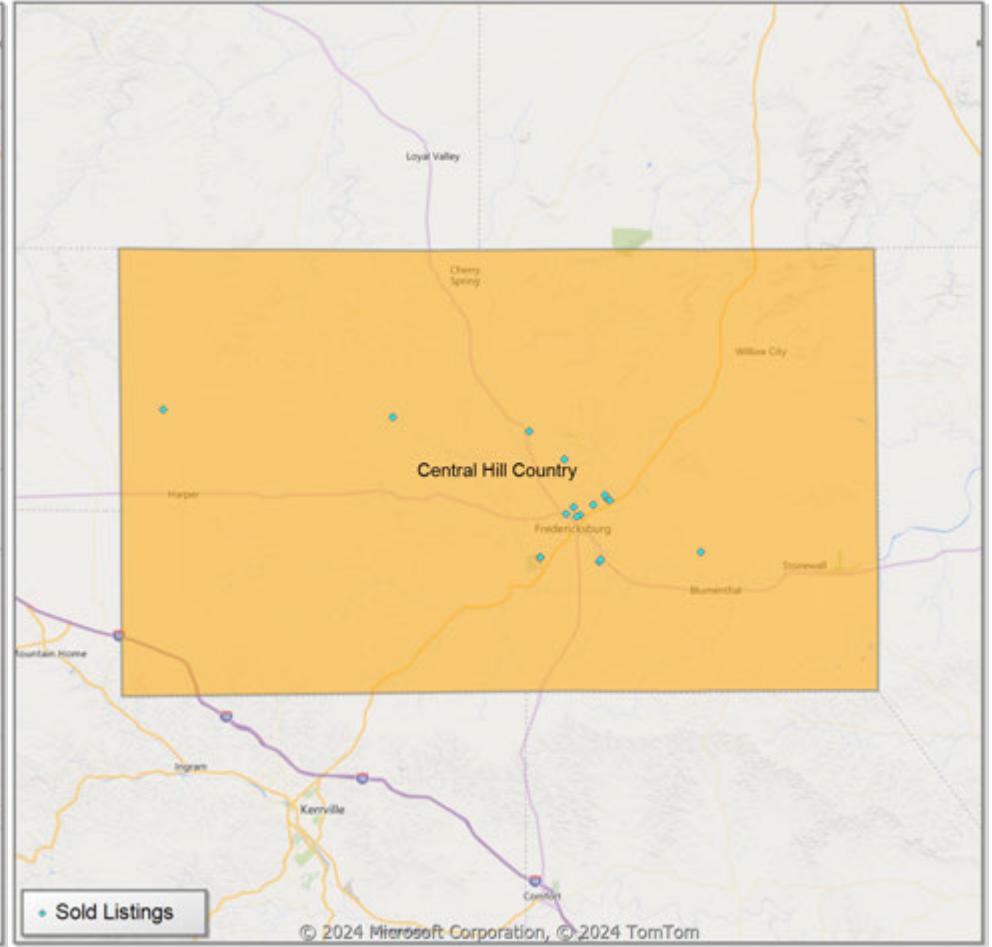 Loyal Valley
Cherry
Spring
Willow City
Central Hill Country
Harper
Fredericksburg
Stonewall
Blumenthal
Mountain Home
Ingram
Kerrville
Comfort
Sold Listings
© 2024 Microsoft Corporation, © 2024 TomTom